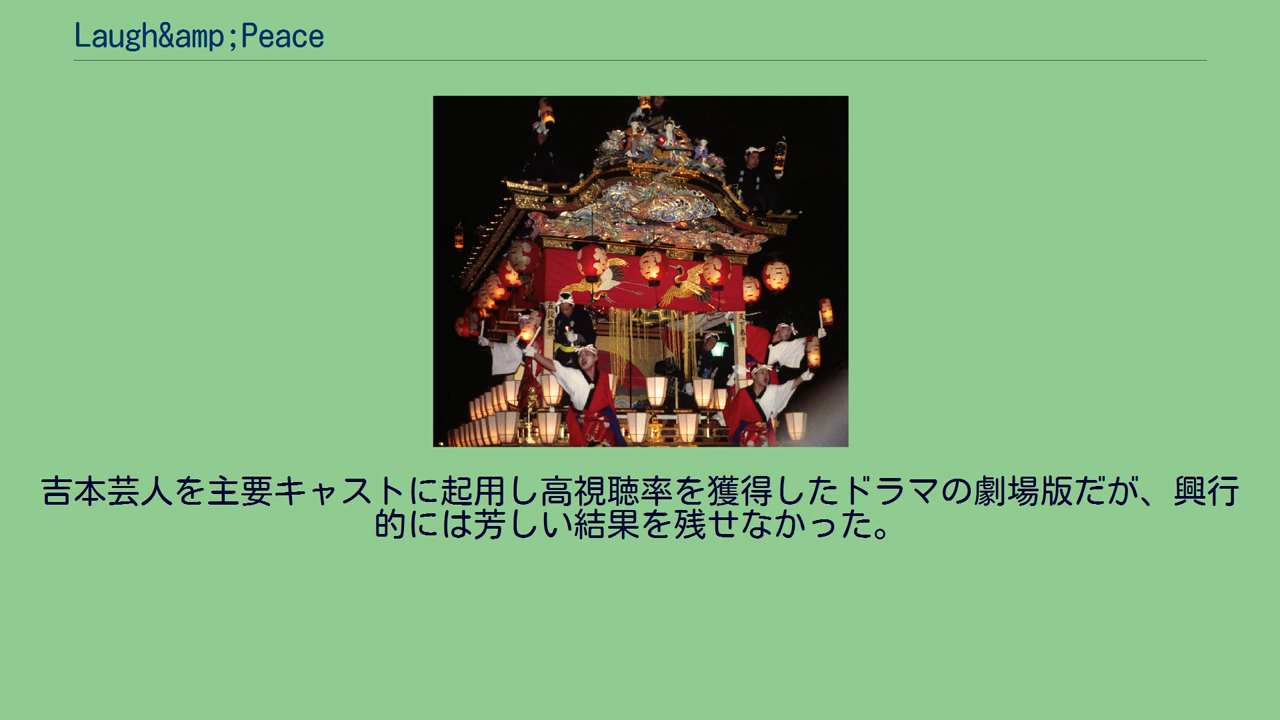 Laugh&amp;Peace
吉本芸人を主要キャストに起用し高視聴率を獲得したドラマの劇場版だが、興行
的には芳しい結果を残せなかった。